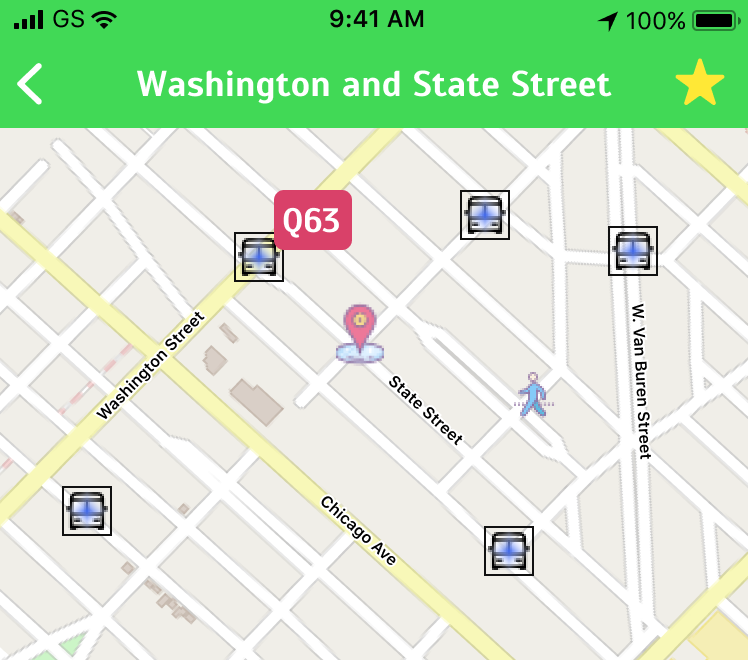 GS 9:41 AM 100%
Washington and State Street
Q63
Washington Street
State Street
W. Van Buren Street
Chicago Ave